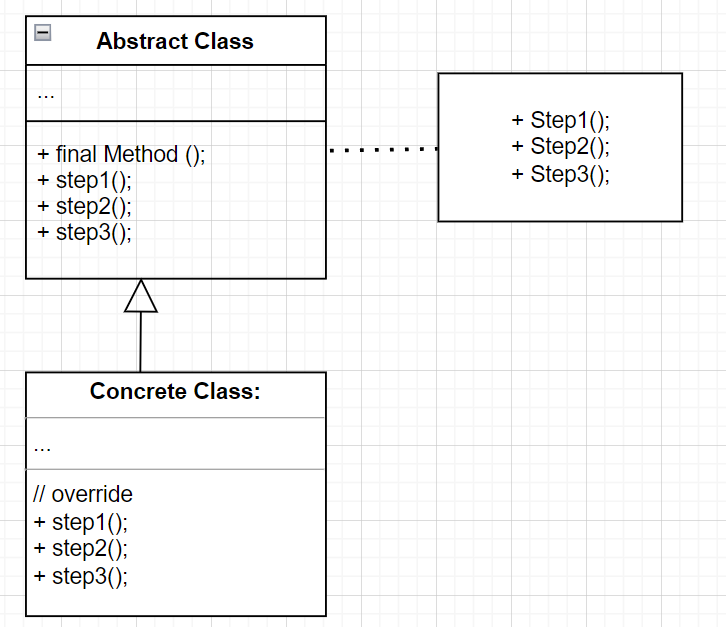 Abstract Class
...
+ final Method ();
+ step1();
+ step2();
+ step3();
+ Step1();
+ Step2();
+ Step3();
Concrete Class:
...
// override
+ step1();
+ step2();
+ step3();